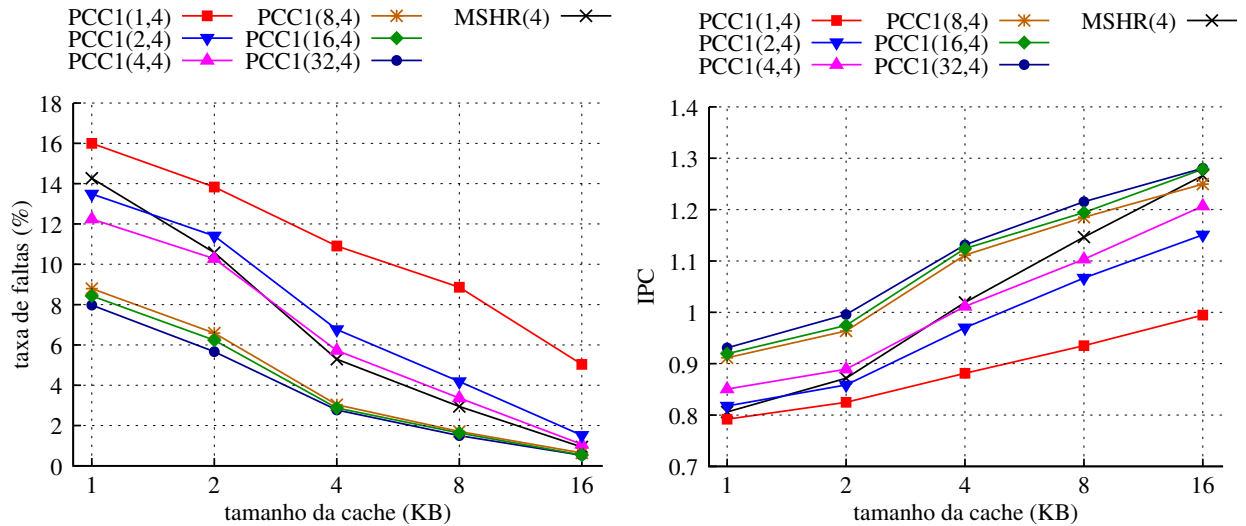 PCC1(1,4) PCC1(8,4) MSHR(4)
PCC1(2,4) PCC1(16,4)
PCC1(4,4) PCC1(32,4)
taxa de faltas (%)
18
16
14
12
10
8
6
4
2
0
1 2 4 8 16
tamanho da cache (KB)
PCC1(1,4) PCC1(8,4) MSHR(4)
PCC1(2,4) PCC1(16,4)
PCC1(4,4) PCC1(32,4)
IPC
1.4
1.3
1.2
1.1
1
0.9
0.8
0.7
1 2 4 8 16
tamanho da cache (KB)